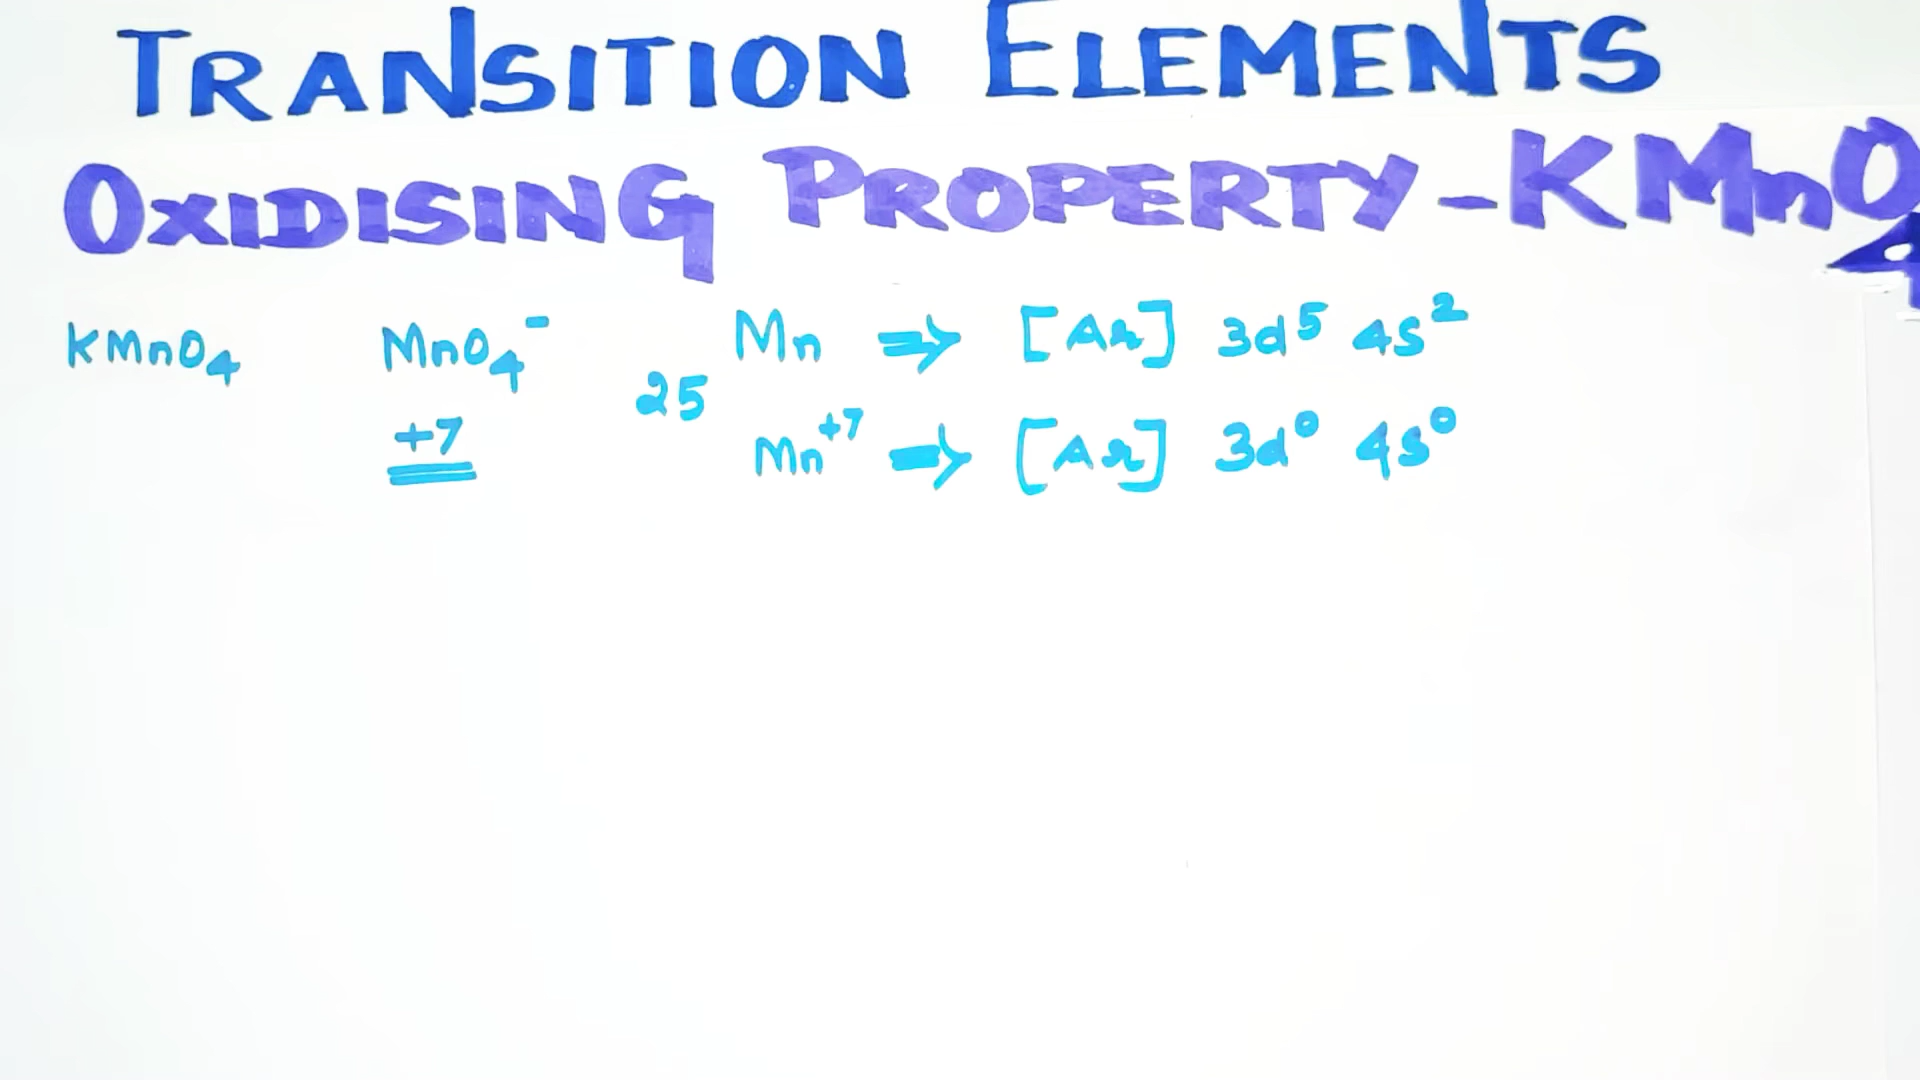 TRANSITION ELEMENTS
OXIDISING PROPERTY - KMnO4
KMnO4 MnO4⁻ 25 Mn ⇒ [Ar] 3d⁵ 4s²
+7 Mn⁺⁷ ⇒ [Ar] 3d⁰ 4s⁰